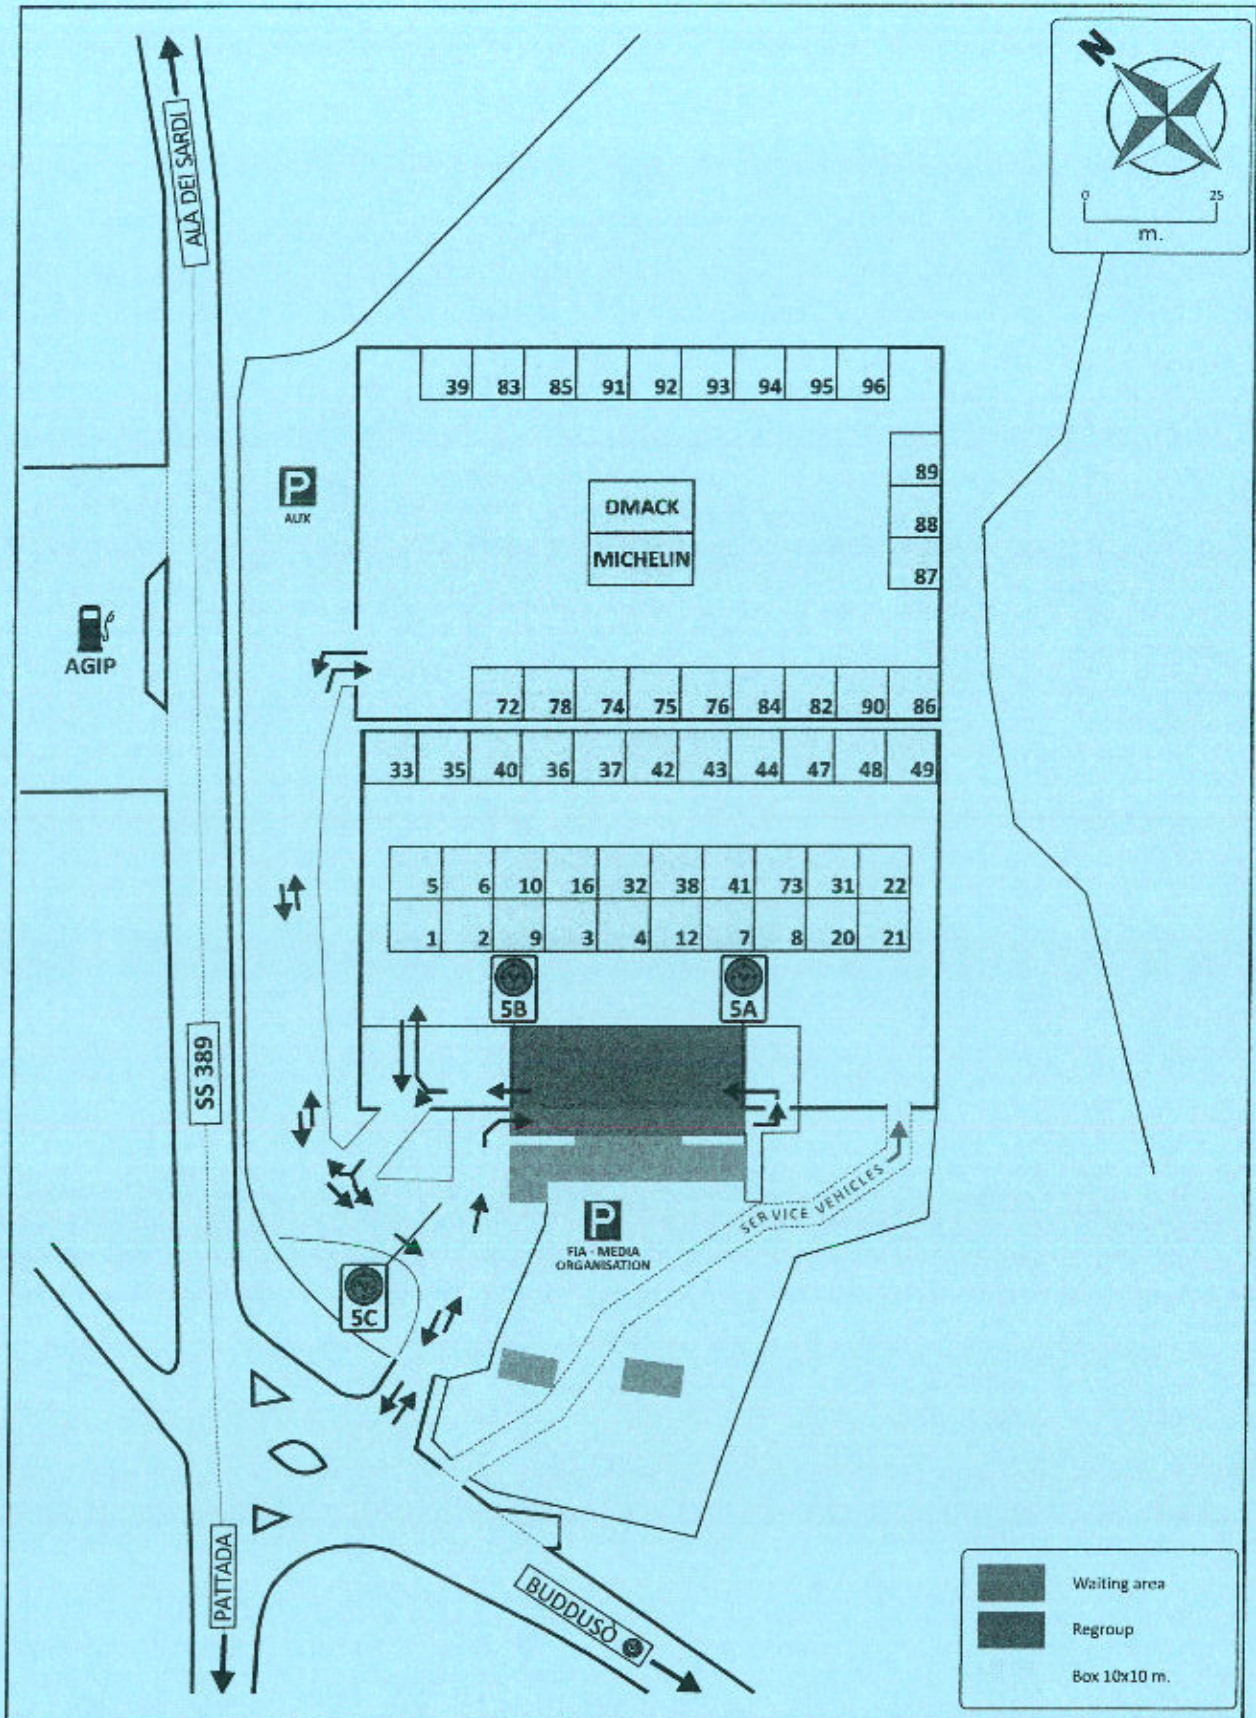 N
0 25
m.
ALÀ DEI SARDI
39 83 85 91 92 93 94 95 96
P
AUX
DMACK
MICHELIN
89
88
87
AGIP
72 78 74 75 76 84 82 90 86
33 35 40 36 37 42 43 44 47 48 49
5 6 10 16 32 38 41 73 31 22
1 2 9 3 4 12 7 8 20 21
5B
5A
SS 389
SERVICE VEHICLES
P
FIA - MEDIA
ORGANISATION
5C
PATTADA
BUDDUSÒ
Waiting area
Regroup
Box 10x10 m.